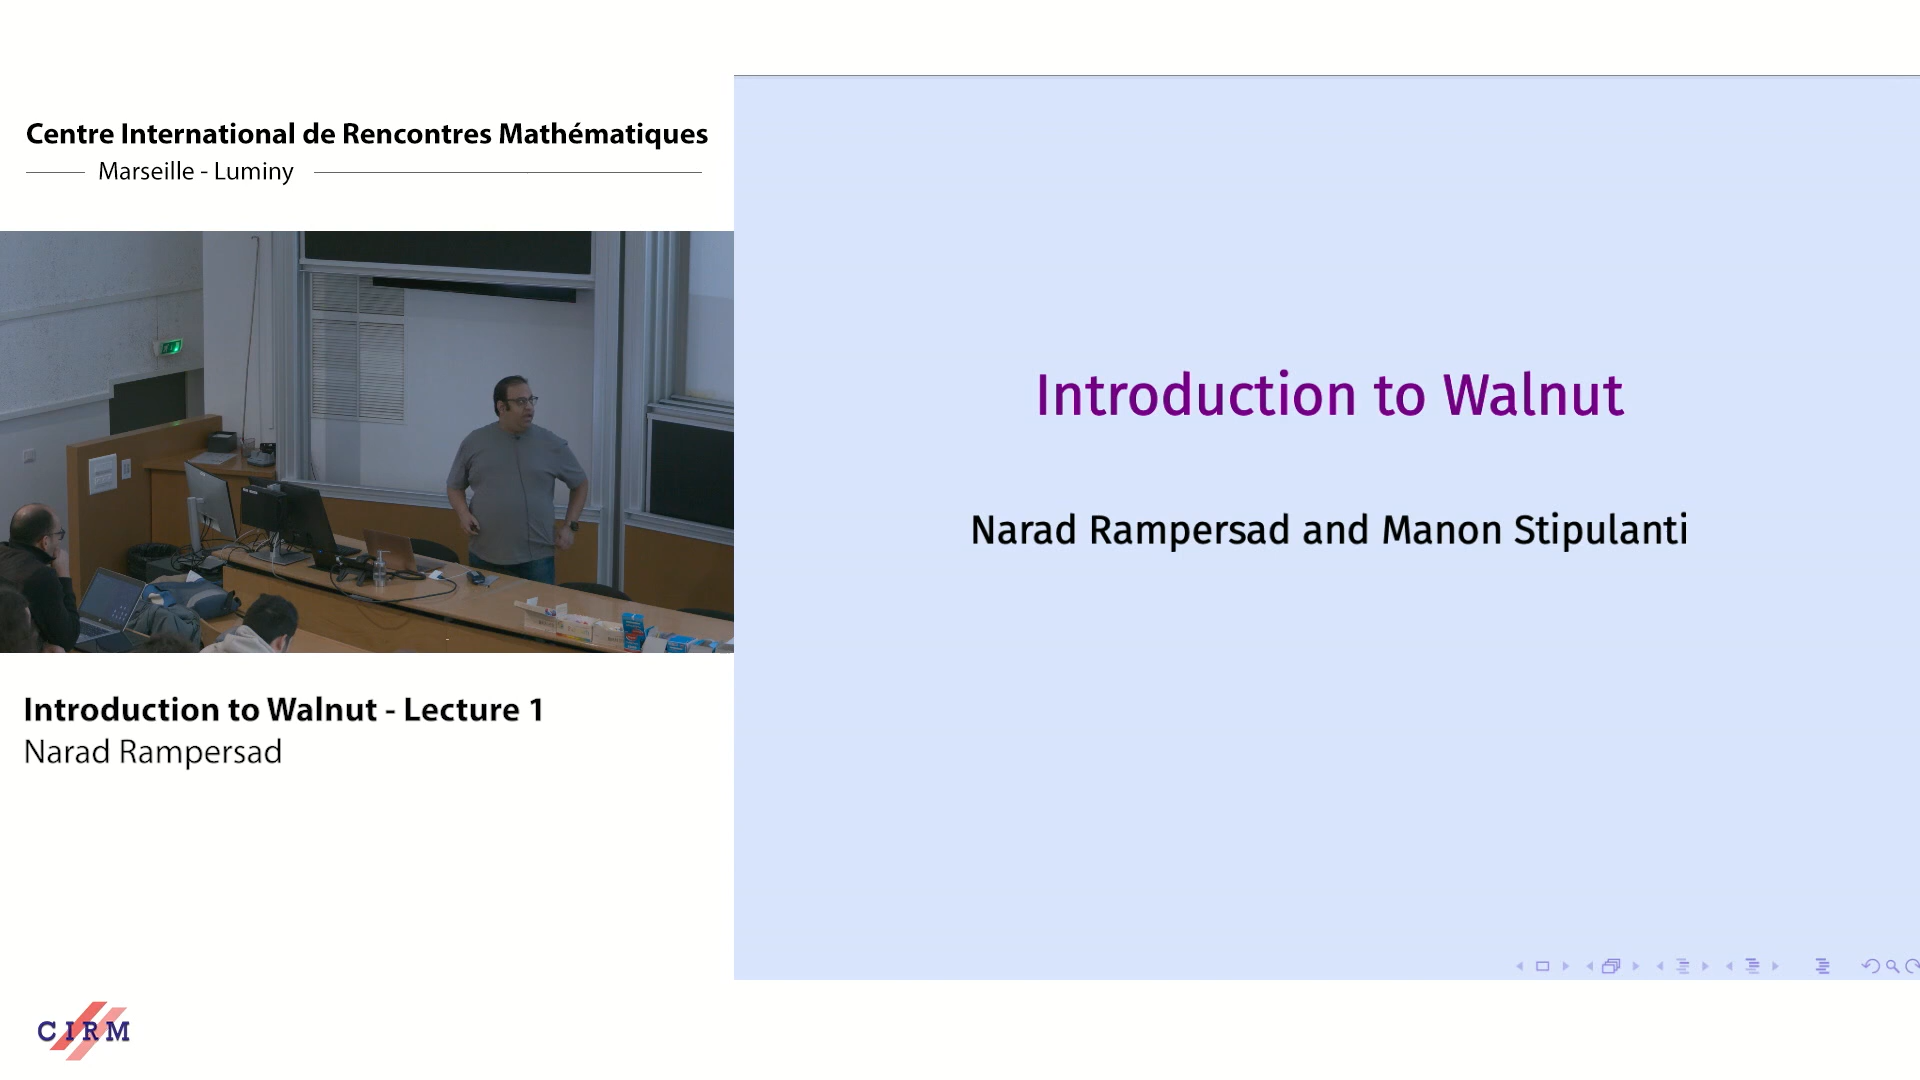 Centre International de Rencontres Mathématiques
Marseille - Luminy
Introduction to Walnut
Narad Rampersad and Manon Stipulanti
Introduction to Walnut - Lecture 1
Narad Rampersad
CIRM